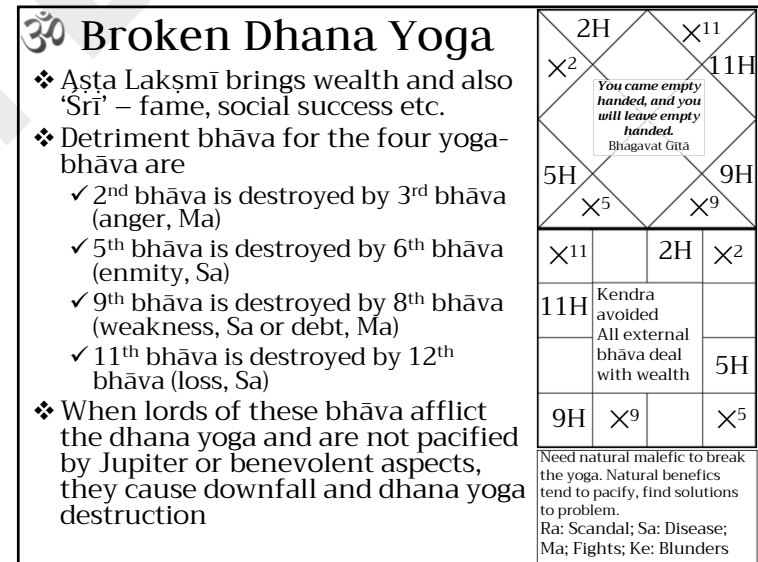 ॐ Broken Dhana Yoga
❖ Aṣṭa Lakṣmī brings wealth and also
‘Śrī’ – fame, social success etc.
❖ Detriment bhāva for the four yoga-
bhāva are
✓ 2nd bhāva is destroyed by 3rd bhāva
(anger, Ma)
✓ 5th bhāva is destroyed by 6th bhāva
(enmity, Sa)
✓ 9th bhāva is destroyed by 8th bhāva
(weakness, Sa or debt, Ma)
✓ 11th bhāva is destroyed by 12th
bhāva (loss, Sa)
❖ When lords of these bhāva afflict
the dhana yoga and are not pacified
by Jupiter or benevolent aspects,
they cause downfall and dhana yoga
destruction
2H ×11
×2 11H
You came empty
handed, and you
will leave empty
handed.
Bhagavat Gītā
5H 9H
×5 ×9
×11 2H ×2
11H
Kendra
avoided
All external
bhāva deal
with wealth
5H
9H ×9 ×5
Need natural malefic to break
the yoga. Natural benefics
tend to pacify, find solutions
to problem.
Ra: Scandal; Sa: Disease;
Ma; Fights; Ke: Blunders